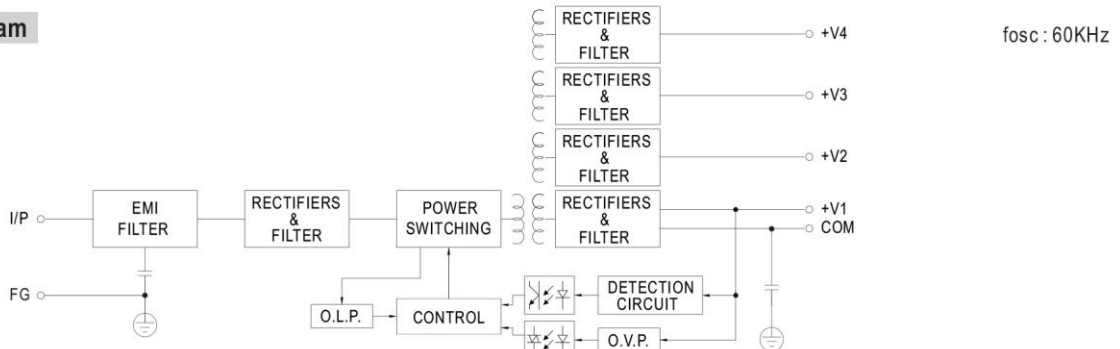 am
RECTIFIERS
&
FILTER
+V4
fosc : 60KHz
RECTIFIERS
&
FILTER
+V3
RECTIFIERS
&
FILTER
+V2
I/P
EMI
FILTER
RECTIFIERS
&
FILTER
POWER
SWITCHING
RECTIFIERS
&
FILTER
+V1
COM
FG
O.L.P.
CONTROL
DETECTION
CIRCUIT
O.V.P.